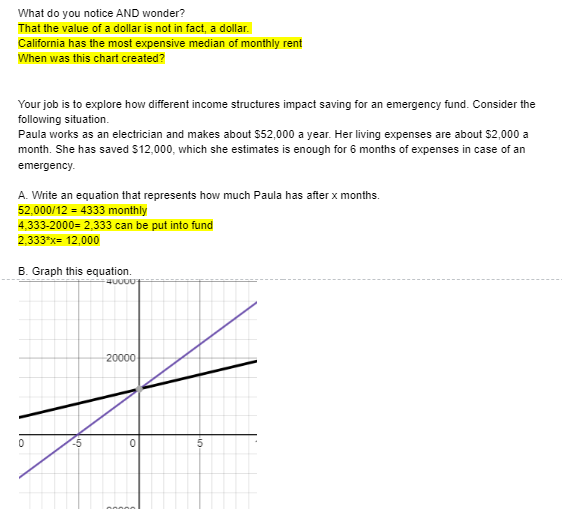 What do you notice AND wonder?
That the value of a dollar is not in fact, a dollar.
California has the most expensive median of monthly rent
When was this chart created?
Your job is to explore how different income structures impact saving for an emergency fund. Consider the
following situation.
Paula works as an electrician and makes about $52,000 a year. Her living expenses are about $2,000 a
month. She has saved $12,000, which she estimates is enough for 6 months of expenses in case of an
emergency.
A. Write an equation that represents how much Paula has after x months.
52,000/12 = 4333 monthly
4,333-2000= 2,333 can be put into fund
2,333*x= 12,000
B. Graph this equation.
40000
20000
0 -5 0 5